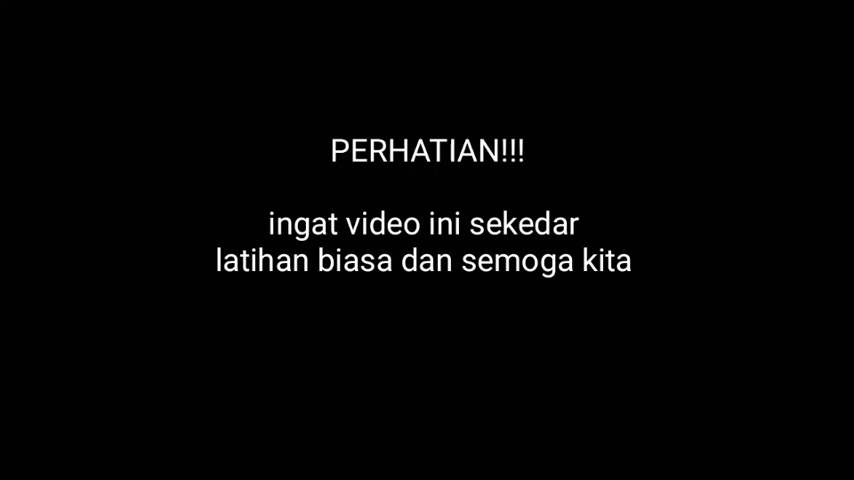 PERHATIAN!!!
ingat video ini sekedar
latihan biasa dan semoga kita